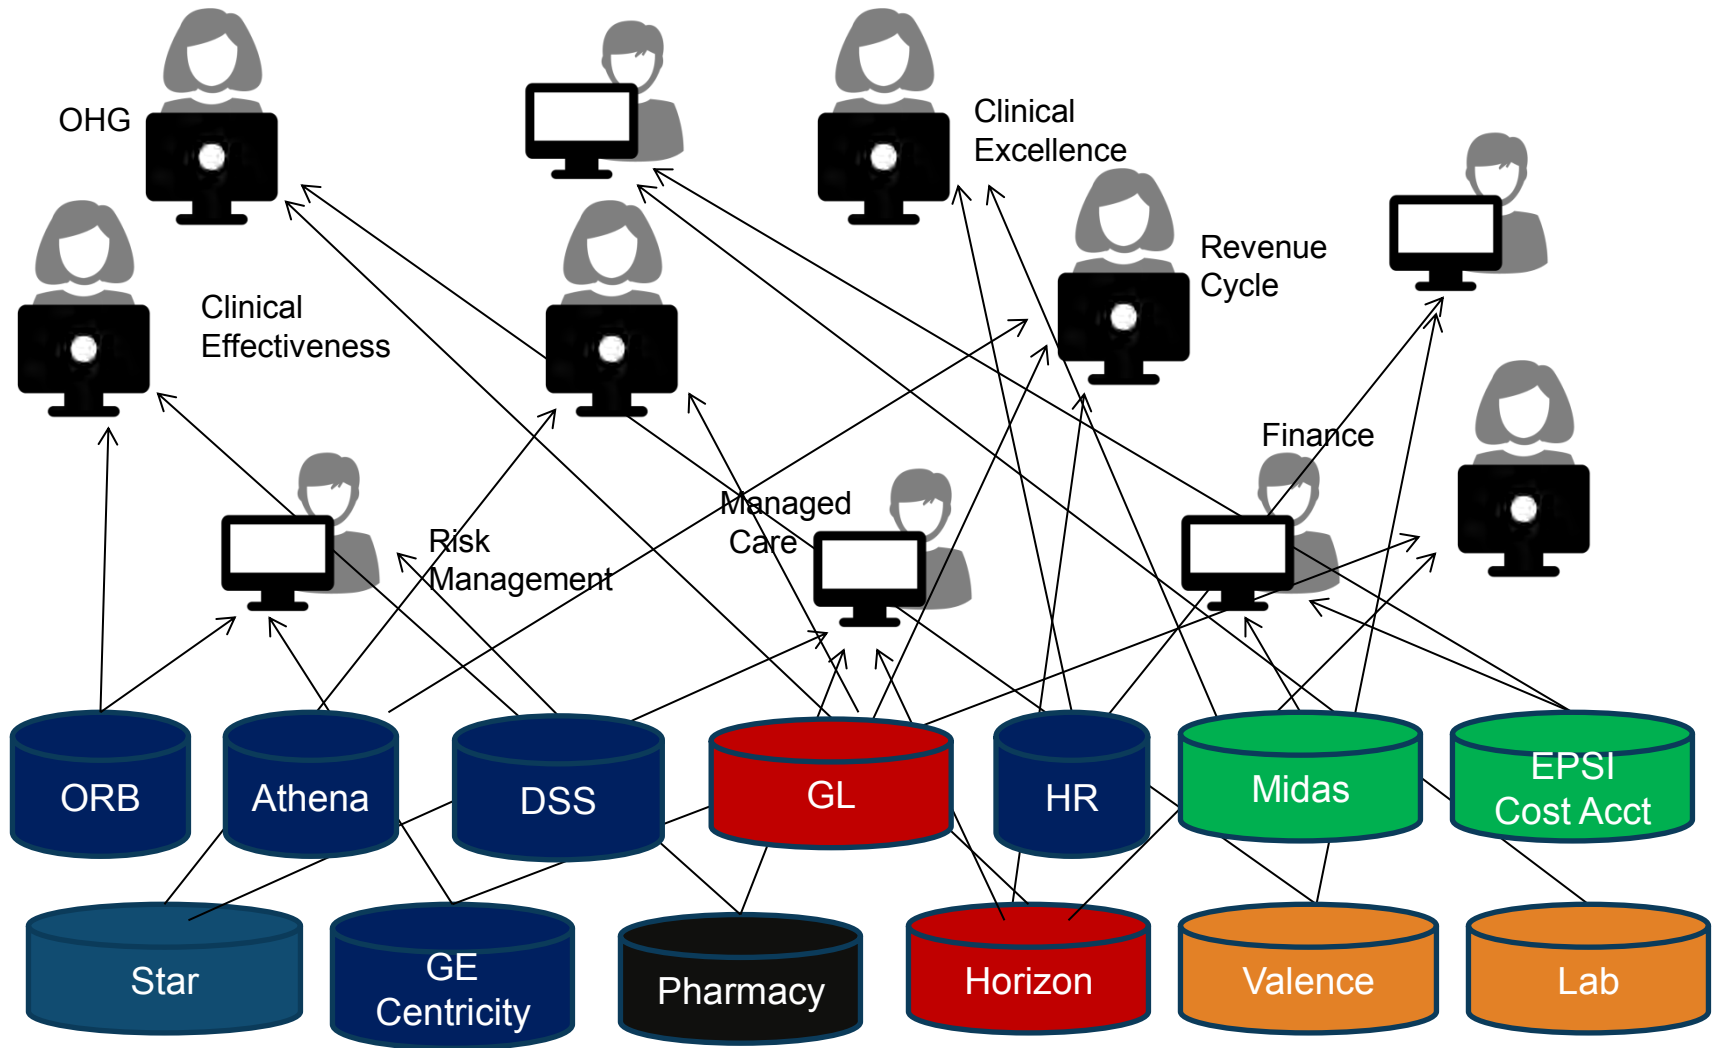 OHG
Clinical
Excellence
Revenue
Cycle
Clinical
Effectiveness
Finance
Managed
Care
Risk
Management
ORB
Athena
DSS
GL
HR
Midas
EPSI
Cost Acct
Star
GE
Centricity
Pharmacy
Horizon
Valence
Lab